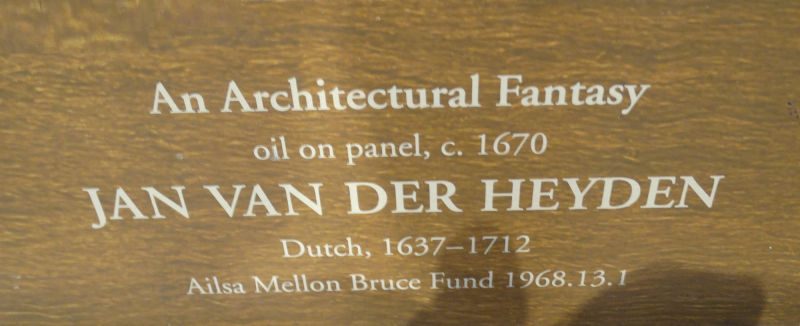 An Architectural Fantasy
oil on panel, c. 1670
JAN VAN DER HEYDEN
Dutch, 1637–1712
Ailsa Mellon Bruce Fund 1968.13.1